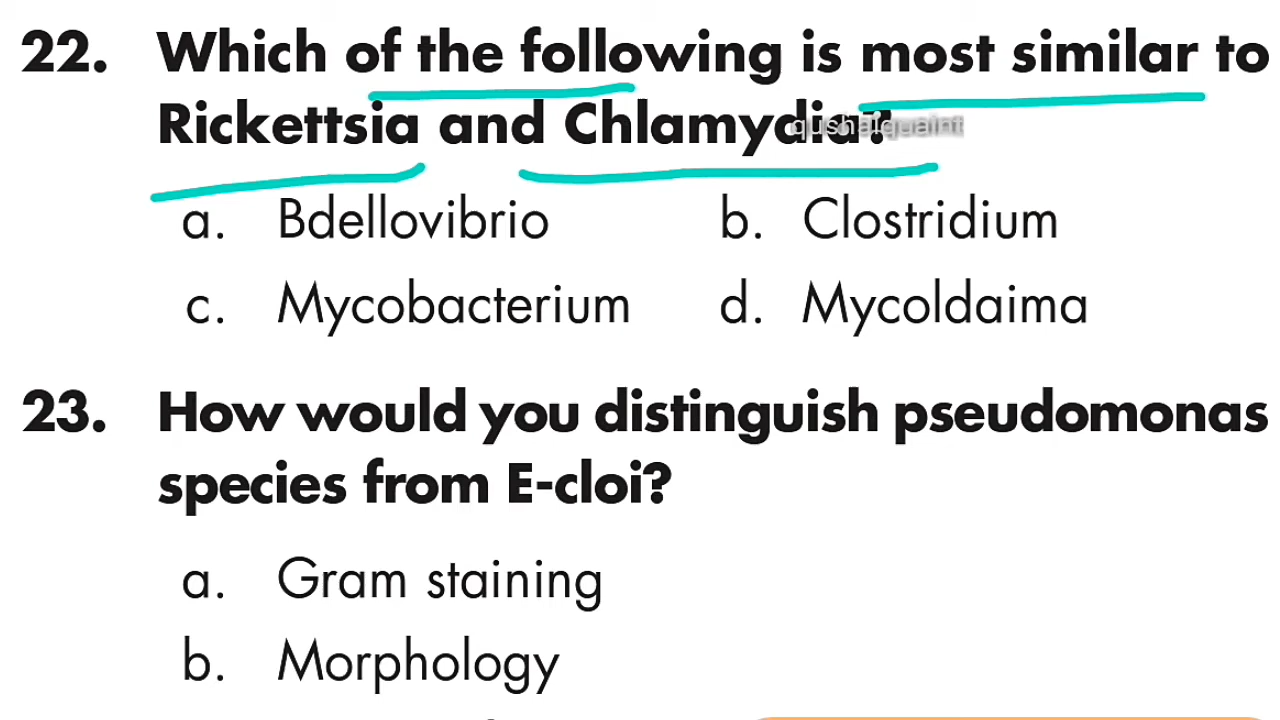 22. Which of the following is most similar to
Rickettsia and Chlamydia?
qushaiquaint
a. Bdellovibrio b. Clostridium
c. Mycobacterium d. Mycoldaima
23. How would you distinguish pseudomonas
species from E-cloi?
a. Gram staining
b. Morphology